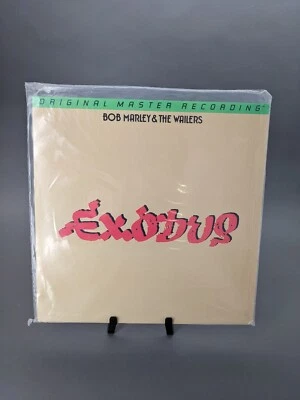 ORIGINAL MASTER RECORDING
BOB MARLEY & THE WAILERS
EXODUS